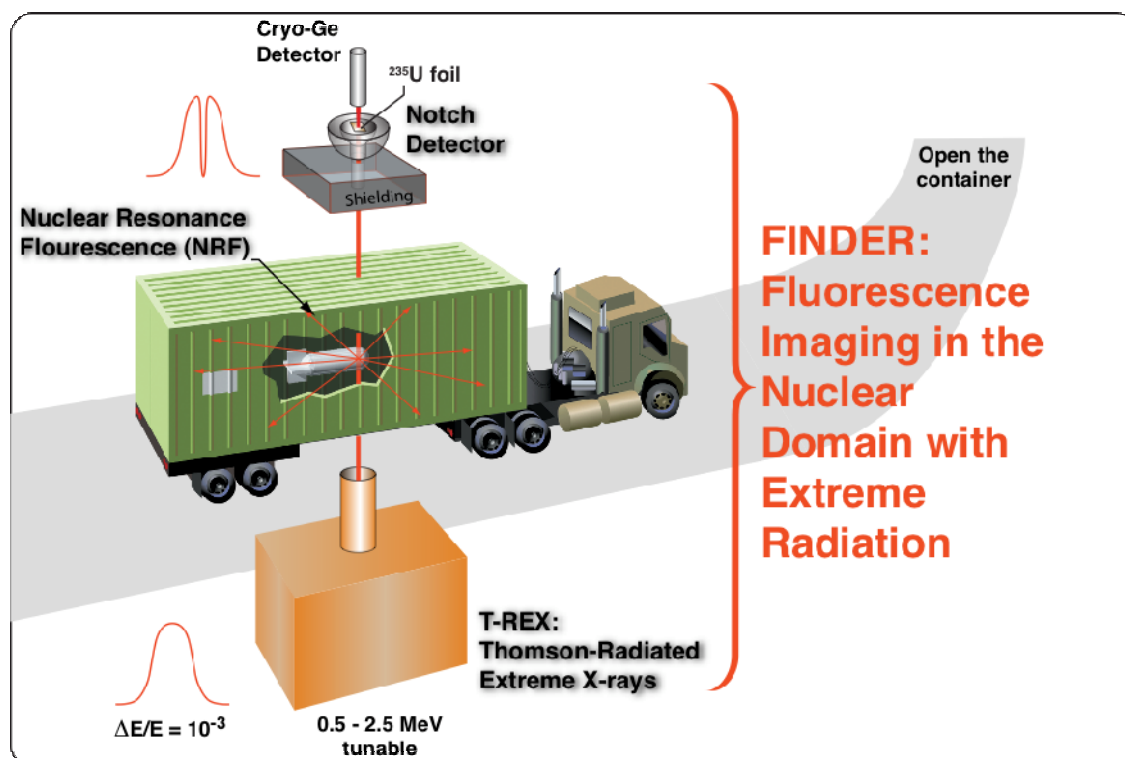 Cryo-Ge
Detector
²³⁵U foil
Notch
Detector
Shielding
Nuclear Resonance
Flourescence (NRF)
Open the
container
FINDER:
Fluorescence
Imaging in the
Nuclear
Domain with
Extreme
Radiation
T-REX:
Thomson-Radiated
Extreme X-rays
ΔE/E = 10⁻³
0.5 - 2.5 MeV
tunable